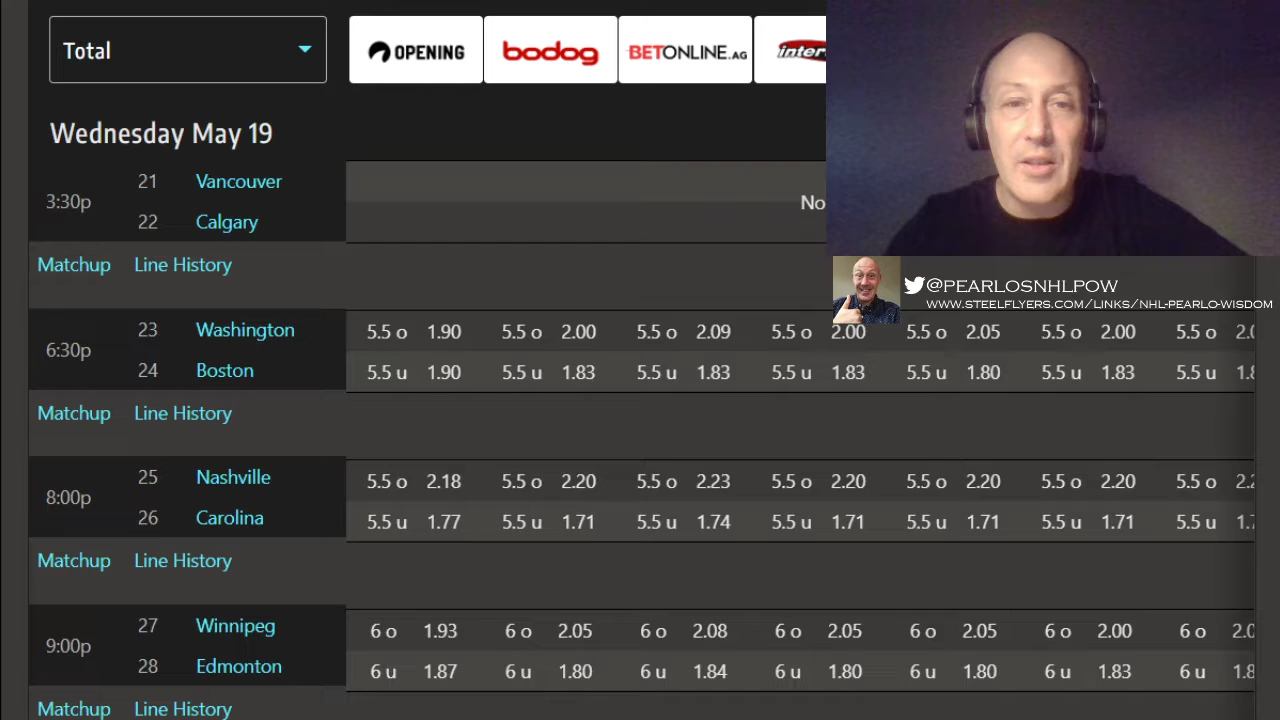 Total
OPENING bodog BETONLINE.AG
Wednesday May 19
3:30p 21 Vancouver
22 Calgary
No
Matchup Line History
@PEARLOSNHLPOW
WWW.STEELFLYERS.COM/LINKS/NHL-PEARLO-WISDOM
6:30p 23 Washington 5.5 o 1.90 5.5 o 2.00 5.5 o 2.09 5.5 o 2.00 5.5 o 2.05 5.5 o 2.00 5.5 o
24 Boston 5.5 u 1.90 5.5 u 1.83 5.5 u 1.83 5.5 u 1.83 5.5 u 1.80 5.5 u 1.83 5.5 u
Matchup Line History
8:00p 25 Nashville 5.5 o 2.18 5.5 o 2.20 5.5 o 2.23 5.5 o 2.20 5.5 o 2.20 5.5 o 2.20 5.5 o
26 Carolina 5.5 u 1.77 5.5 u 1.71 5.5 u 1.74 5.5 u 1.71 5.5 u 1.71 5.5 u 1.71 5.5 u
Matchup Line History
9:00p 27 Winnipeg 6 o 1.93 6 o 2.05 6 o 2.08 6 o 2.05 6 o 2.05 6 o 2.00 6 o
28 Edmonton 6 u 1.87 6 u 1.80 6 u 1.84 6 u 1.80 6 u 1.80 6 u 1.83 6 u
Matchup Line History